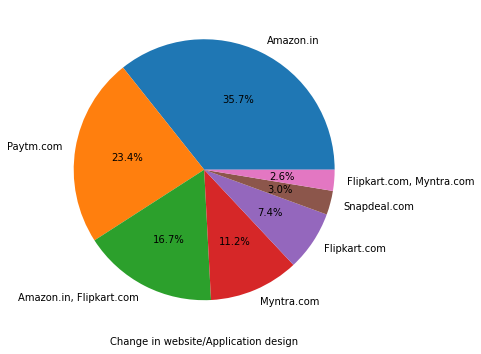 Amazon.in
35.7%
Paytm.com
23.4%
2.6%
Flipkart.com, Myntra.com
3.0%
Snapdeal.com
7.4%
16.7%
11.2%
Flipkart.com
Amazon.in, Flipkart.com
Myntra.com
Change in website/Application design